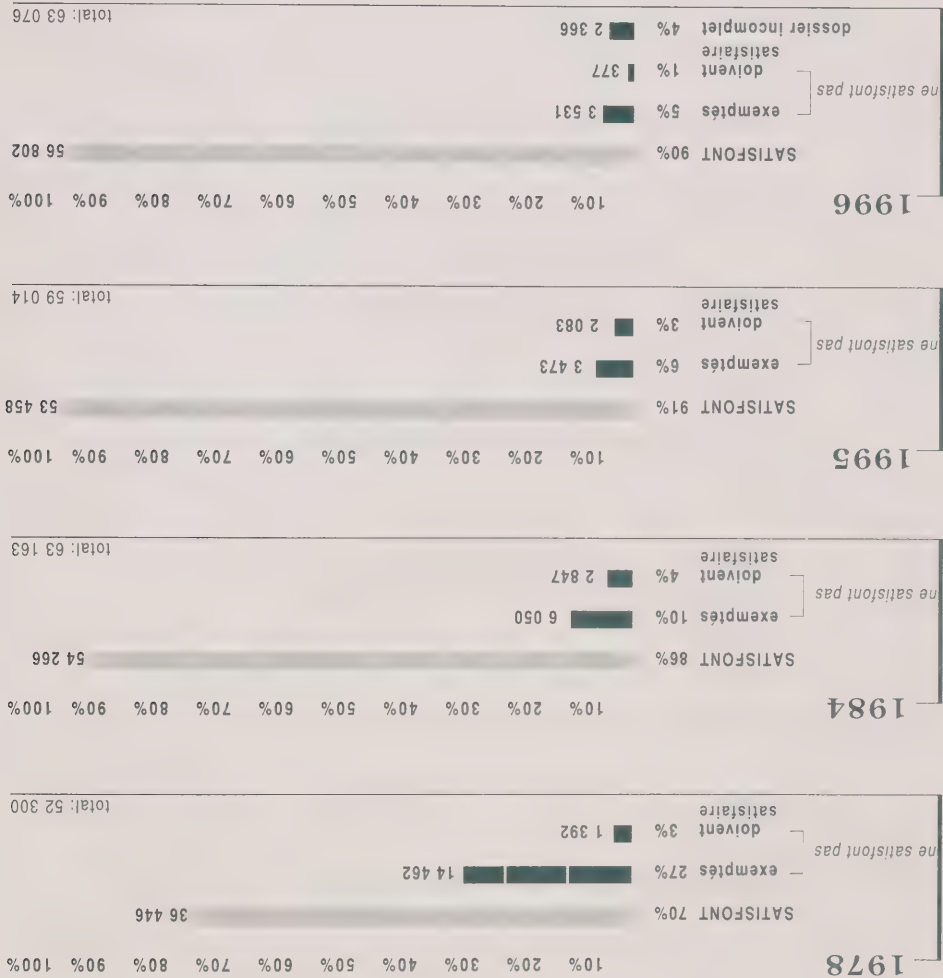 1978
10% 20% 30% 40% 50% 60% 70% 80% 90% 100%
SATISFONT 70% 36 446
ne satisfont pas
exemptés 27% 14 462
doivent satisfaire 3% 1 392
total: 52 300
1984
10% 20% 30% 40% 50% 60% 70% 80% 90% 100%
SATISFONT 86% 54 266
ne satisfont pas
exemptés 10% 6 050
doivent satisfaire 4% 2 847
total: 63 163
1995
10% 20% 30% 40% 50% 60% 70% 80% 90% 100%
SATISFONT 91% 53 458
ne satisfont pas
exemptés 6% 3 473
doivent satisfaire 3% 2 083
total: 59 014
1996
10% 20% 30% 40% 50% 60% 70% 80% 90% 100%
SATISFONT 90% 56 802
ne satisfont pas
exemptés 5% 3 531
doivent satisfaire 1% 377
dossier incomplet 4% 2 366
total: 63 076